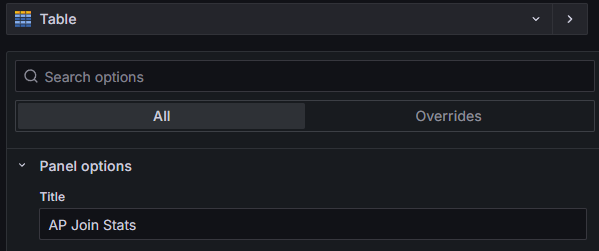 Table
Search options
All
Overrides
Panel options
Title
AP Join Stats